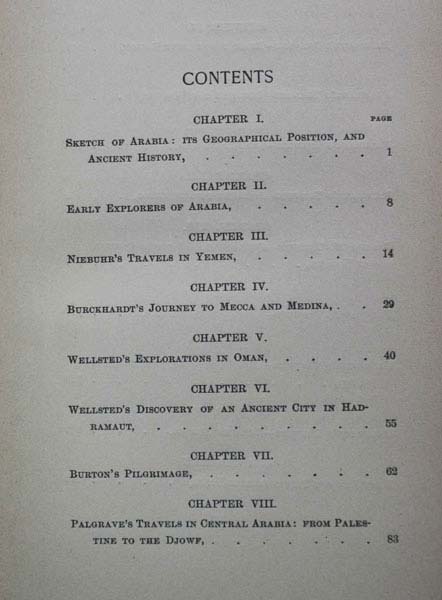 CONTENTS
CHAPTER I. PAGE
Sketch of Arabia: its Geographical Position, and
Ancient History, . . . . . . 1
CHAPTER II.
Early Explorers of Arabia, . . . . . 8
CHAPTER III.
Niebuhr's Travels in Yemen, . . . . . 14
CHAPTER IV.
Burckhardt's Journey to Mecca and Medina, . . 29
CHAPTER V.
Wellsted's Explorations in Oman, . . . . 40
CHAPTER VI.
Wellsted's Discovery of an Ancient City in Had-
ramaut, . . . . . . . . 55
CHAPTER VII.
Burton's Pilgrimage, . . . . . . . 62
CHAPTER VIII.
Palgrave's Travels in Central Arabia: from Pales-
tine to the Djowf, . . . . . . 83